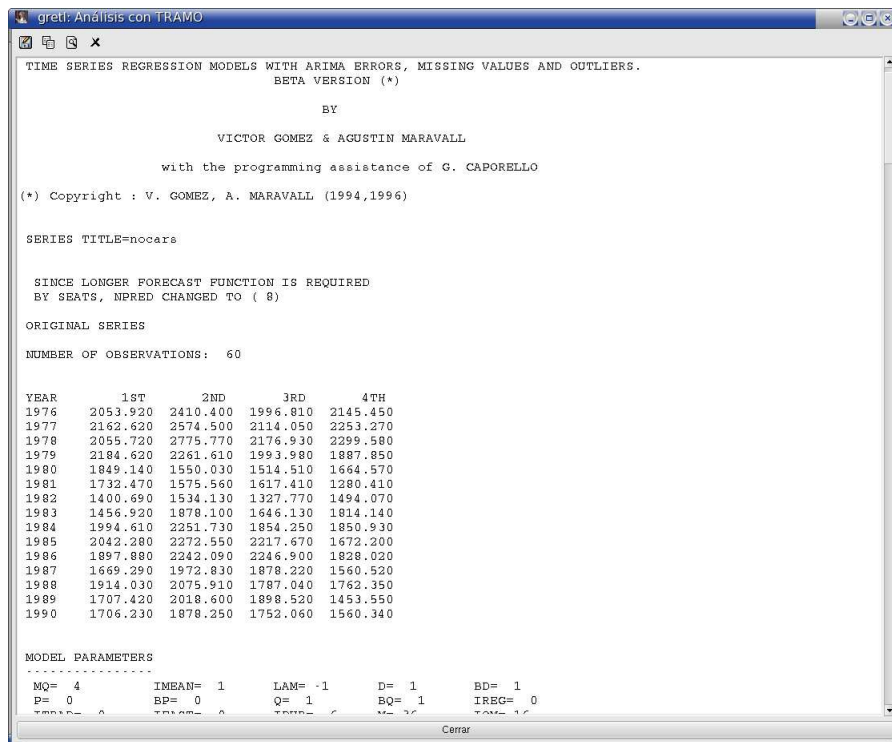 gretl: Análisis con TRAMO
TIME SERIES REGRESSION MODELS WITH ARIMA ERRORS, MISSING VALUES AND OUTLIERS.
BETA VERSION (*)
BY
VICTOR GOMEZ & AGUSTIN MARAVALL
with the programming assistance of G. CAPORELLO
(*) Copyright : V. GOMEZ, A. MARAVALL (1994,1996)
SERIES TITLE=nocars
SINCE LONGER FORECAST FUNCTION IS REQUIRED
BY SEATS, NPRED CHANGED TO ( 8)
ORIGINAL SERIES
NUMBER OF OBSERVATIONS: 60
YEAR 1ST 2ND 3RD 4TH
1976 2053.920 2410.400 1996.810 2145.450
1977 2162.620 2574.500 2114.050 2253.270
1978 2055.720 2775.770 2176.930 2299.580
1979 2184.620 2261.610 1993.980 1887.850
1980 1849.140 1550.030 1514.510 1664.570
1981 1732.470 1575.560 1617.410 1280.410
1982 1400.690 1534.130 1327.770 1494.070
1983 1456.920 1878.100 1646.130 1814.140
1984 1994.610 2251.730 1854.250 1850.930
1985 2042.280 2272.550 2217.670 1672.200
1986 1897.880 2242.090 2246.900 1828.020
1987 1669.290 1972.830 1878.220 1560.520
1988 1914.030 2075.910 1787.040 1762.350
1989 1707.420 2018.600 1898.520 1453.550
1990 1706.230 1878.250 1752.060 1560.340
MODEL PARAMETERS
- - - - - - - - - - - - - - - -
MQ= 4 IMEAN= 1 LAM= -1 D= 1 BD= 1
P= 0 BP= 0 Q= 1 BQ= 1 IREG= 0
Cerrar